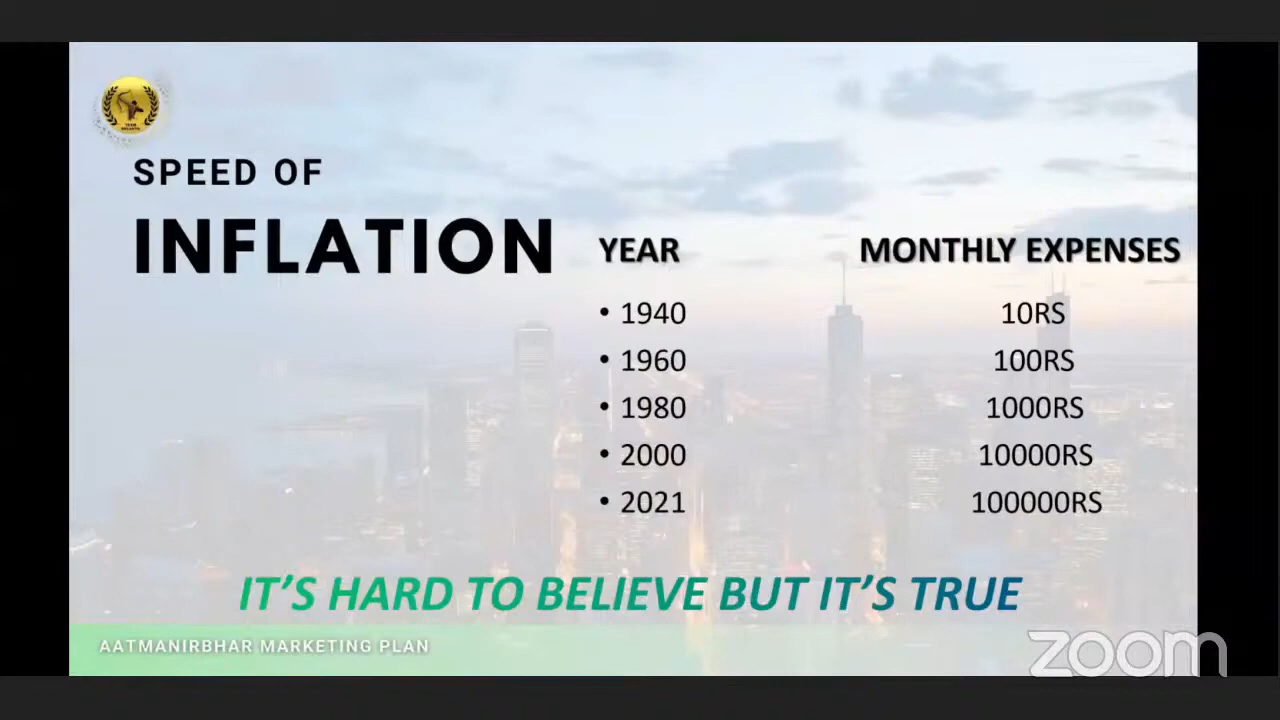 SPEED OF
INFLATION
YEAR MONTHLY EXPENSES
• 1940 10RS
• 1960 100RS
• 1980 1000RS
• 2000 10000RS
• 2021 100000RS
IT'S HARD TO BELIEVE BUT IT'S TRUE
AATMANIRBHAR MARKETING PLAN
zoom